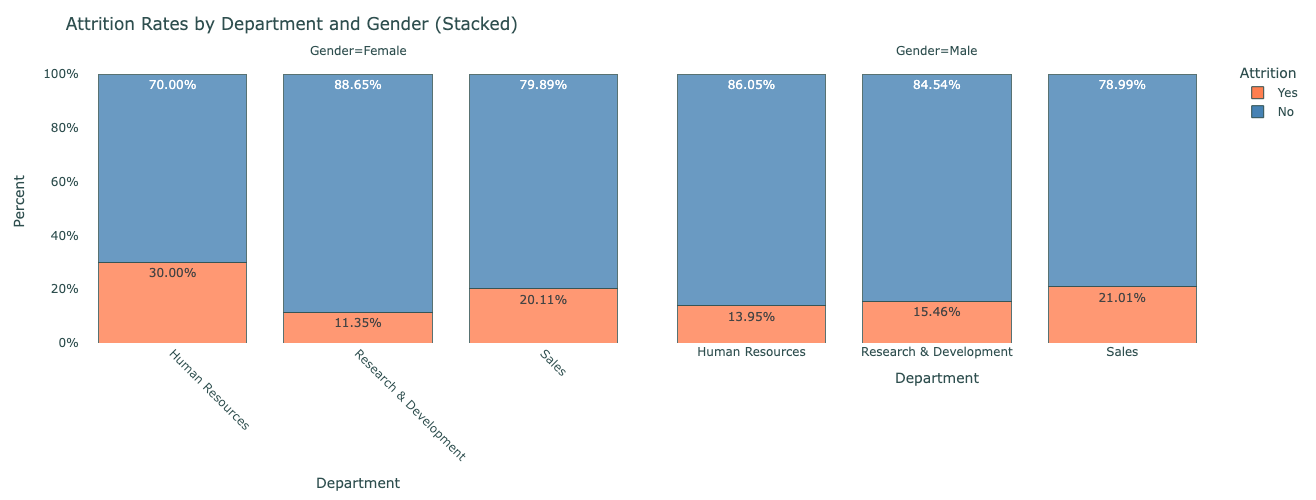 Attrition Rates by Department and Gender (Stacked)
Gender=Female
Gender=Male
Attrition
Yes
No
Percent
100%
80%
60%
40%
20%
0%
70.00%
88.65%
79.89%
86.05%
84.54%
78.99%
30.00%
11.35%
20.11%
13.95%
15.46%
21.01%
Human Resources
Research & Development
Sales
Human Resources
Research & Development
Sales
Department
Department